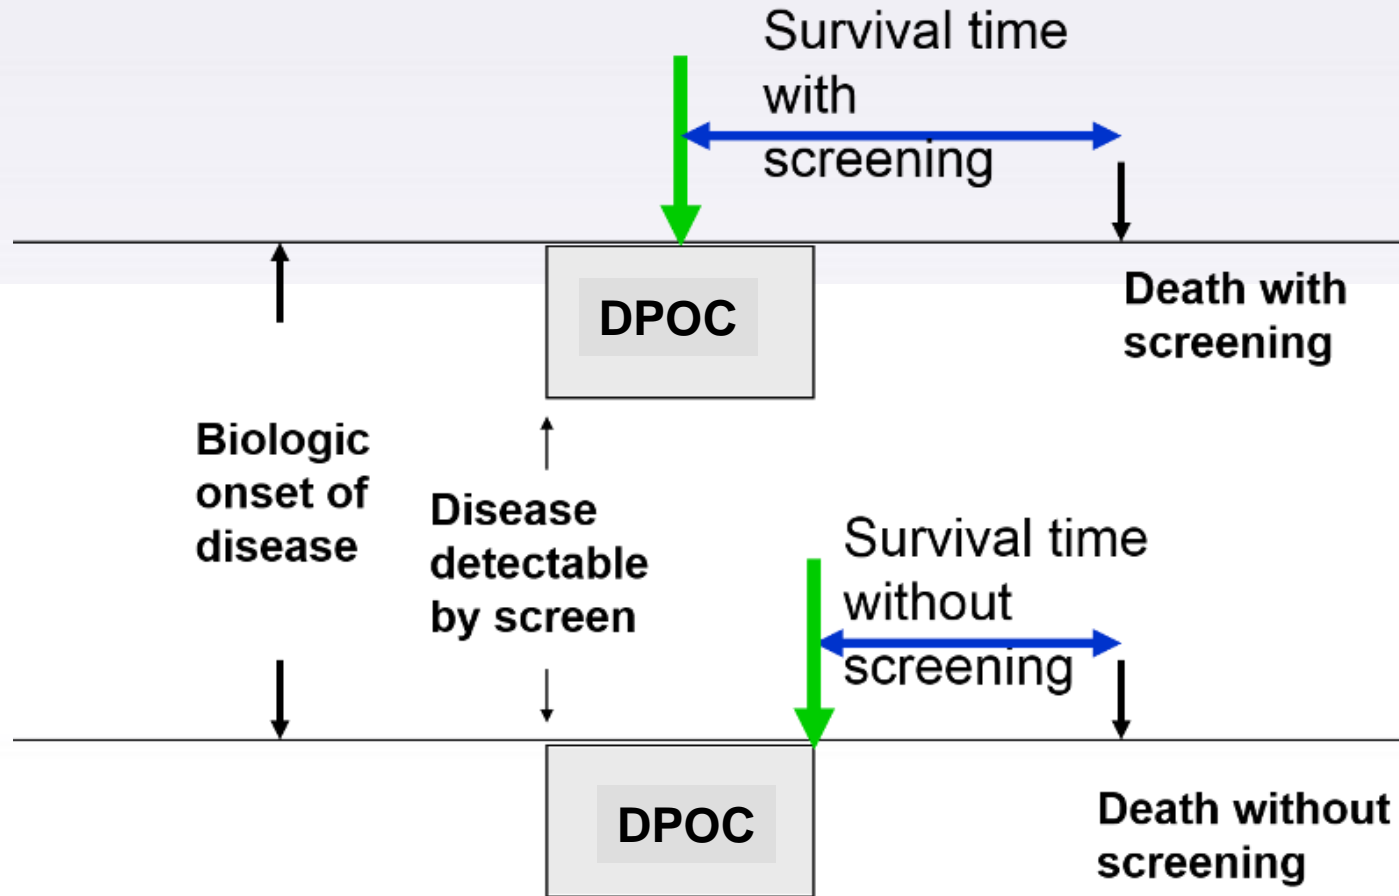 Survival time
with
screening
DPOC
Death with
screening
Biologic
onset of
disease
Disease
detectable
by screen
Survival time
without
screening
DPOC
Death without
screening